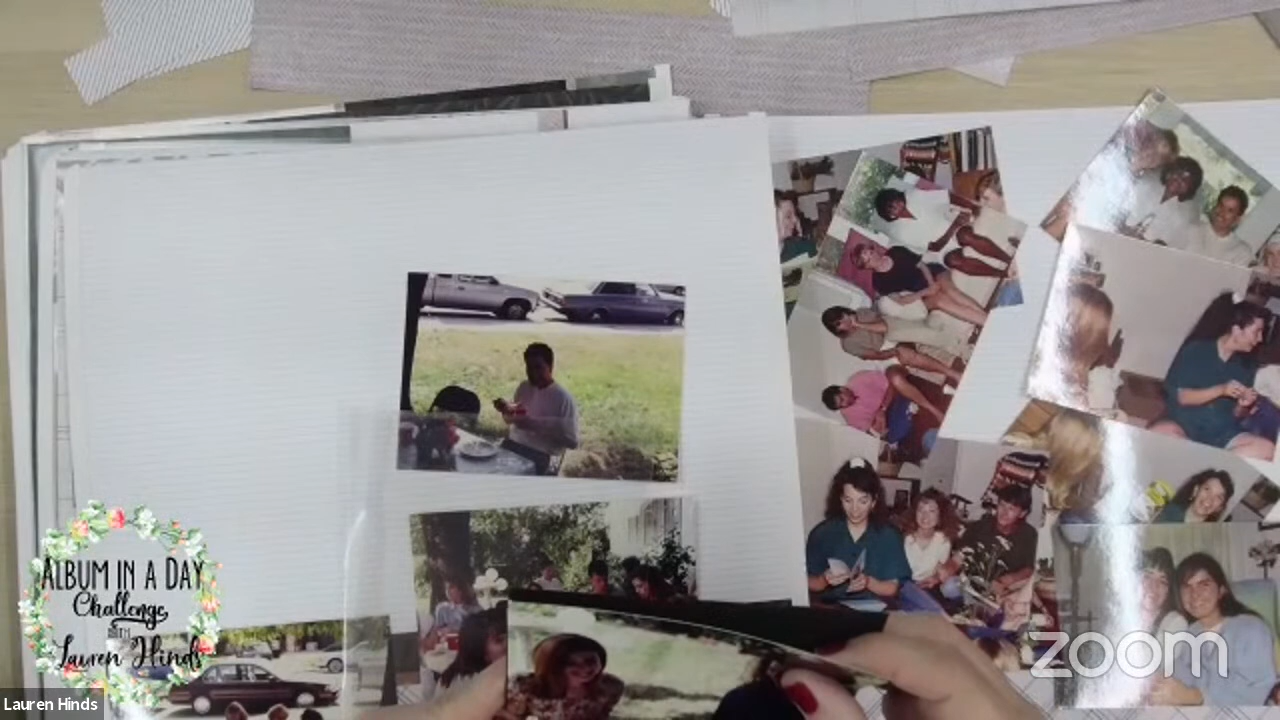 ALBUM IN A DAY
Challenge
WITH
Lauren Hinds
Lauren Hinds
zoom